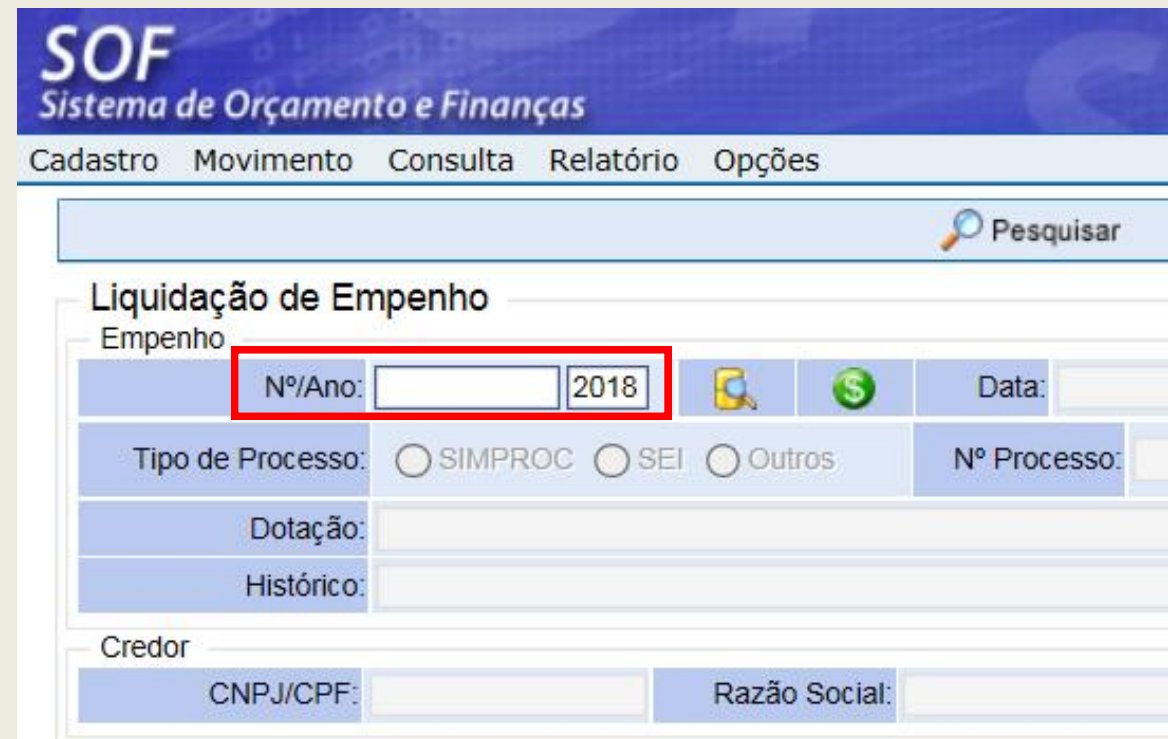 SOF
Sistema de Orçamento e Finanças
Cadastro Movimento Consulta Relatório Opções
Pesquisar
Liquidação de Empenho
Empenho
Nº/Ano: 2018 Data:
Tipo de Processo: SIMPROC SEI Outros Nº Processo:
Dotação:
Histórico:
Credor
CNPJ/CPF: Razão Social: